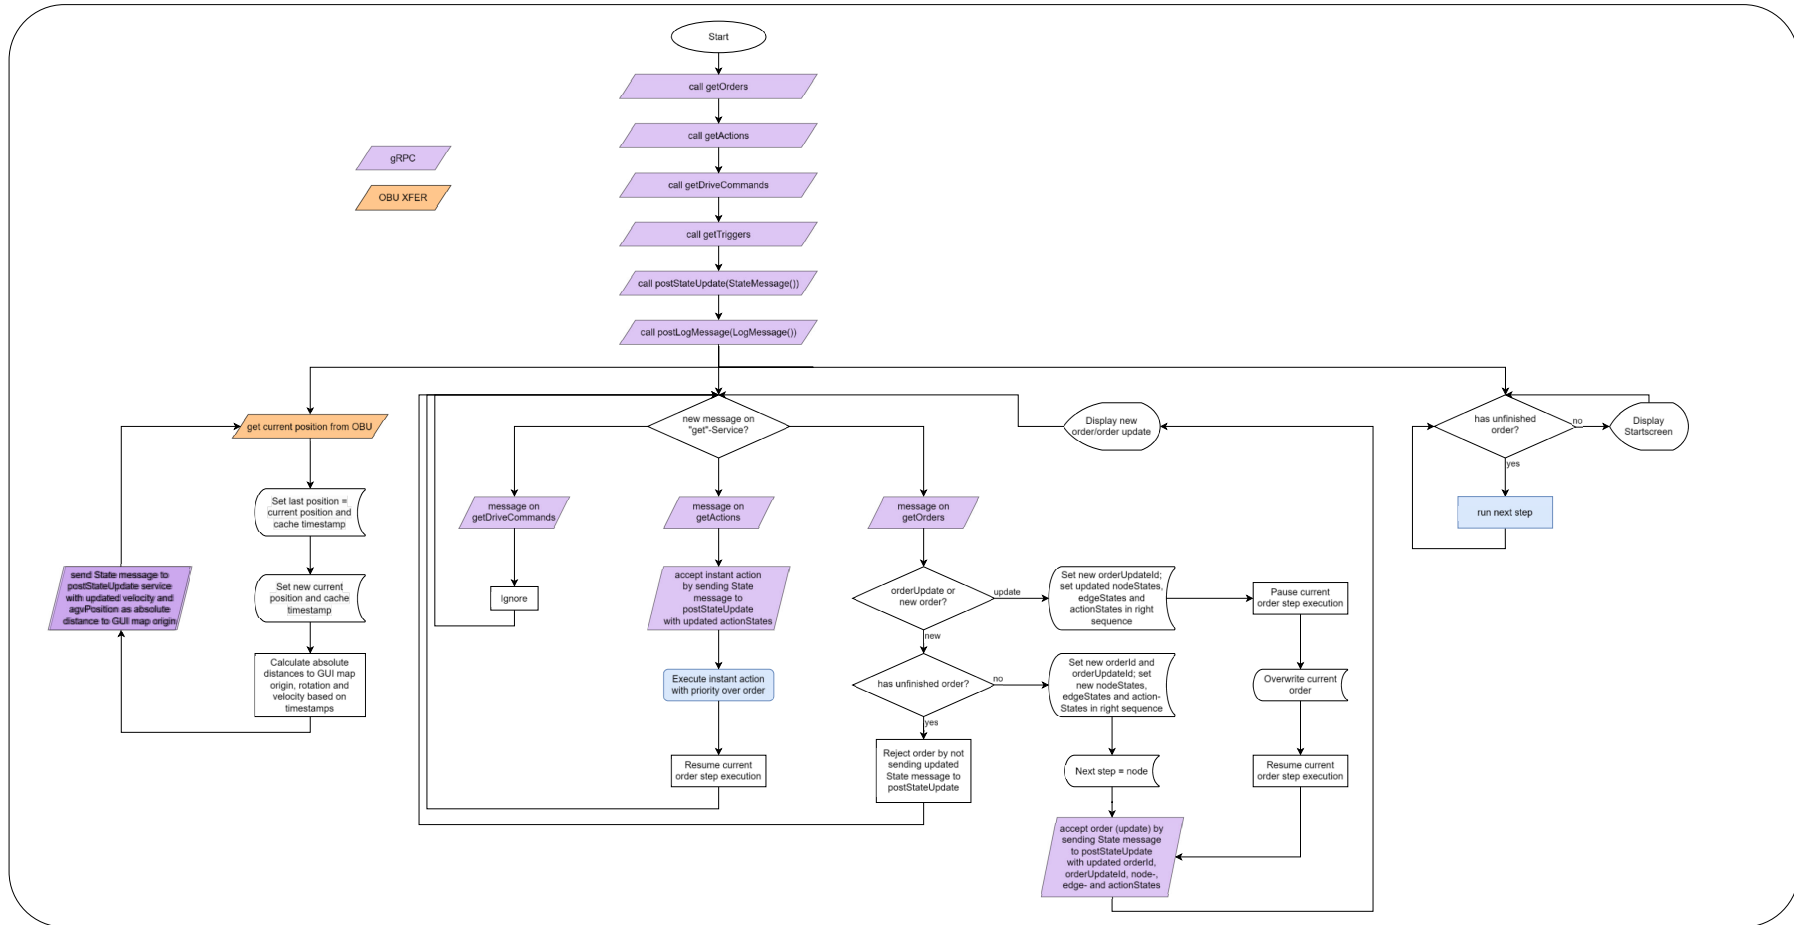 Start
call getOrders
call getActions
call getDriveCommands
call getTriggers
call postStateUpdate(StateMessage())
call postLogMessage(LogMessage())
gRPC
OBU XFER
get current position from OBU
Set last position =
current position and
cache timestamp
Set new current
position and cache
timestamp
Calculate absolute
distances to GUI map
origin, rotation and
velocity based on
timestamps
send State message to
postStateUpdate service
with updated velocity and
agvPosition as absolute
distance to GUI map origin
new message on
"get"-Service?
message on
getDriveCommands
Ignore
message on
getActions
accept instant action
by sending State
message to
postStateUpdate
with updated actionStates
Execute instant action
with priority over order
Resume current
order step execution
message on
getOrders
orderUpdate or
new order?
update
new
has unfinished order?
no
yes
Reject order by not
sending updated
State message to
postStateUpdate
Set new orderUpdateId;
set updated nodeStates,
edgeStates and
actionStates in right
sequence
Set new orderId and
orderUpdateId; set
new nodeStates,
edgeStates and action-
States in right sequence
Next step = node
accept order (update) by
sending State message
to postStateUpdate
with updated orderId,
orderUpdateId, node-,
edge- and actionStates
Pause current
order step execution
Overwrite current
order
Resume current
order step execution
Display new
order/order update
has unfinished
order?
no
yes
Display
Startscreen
run next step